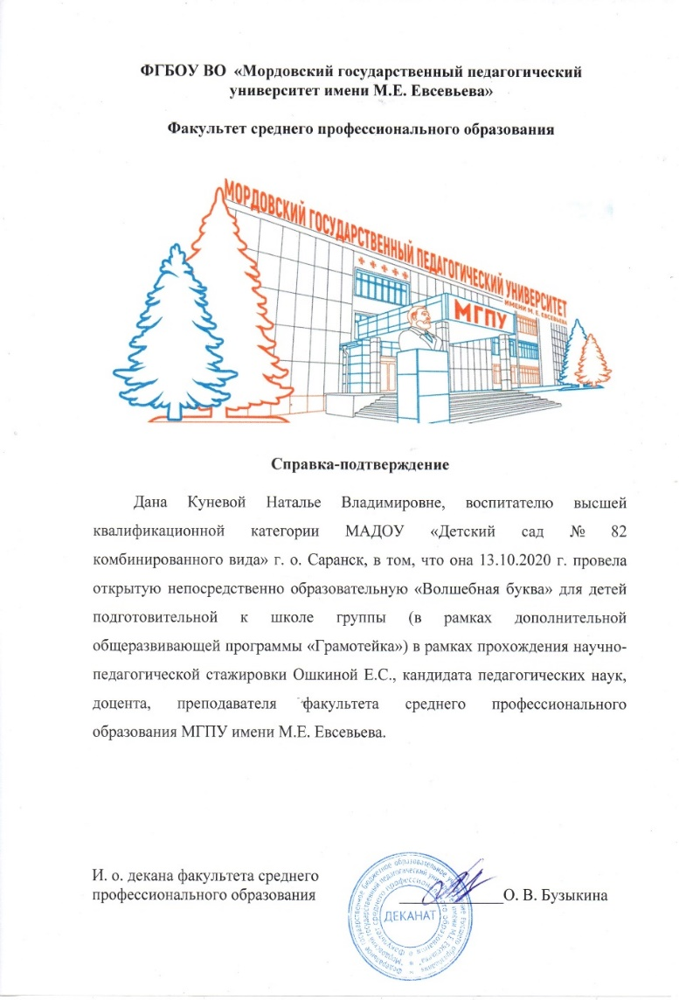 ФГБОУ ВО «Мордовский государственный педагогический
университет имени М.Е. Евсевьева»
Факультет среднего профессионального образования
МОРДОВСКИЙ ГОСУДАРСТВЕННЫЙ ПЕДАГОГИЧЕСКИЙ УНИВЕРСИТЕТ
ИМЕНИ М. Е. ЕВСЕВЬЕВА
МГПУ
Справка-подтверждение
Дана Куневой Наталье Владимировне, воспитателю высшей
квалификационной категории МАДОУ «Детский сад № 82
комбинированного вида» г. о. Саранск, в том, что она 13.10.2020 г. провела
открытую непосредственно образовательную «Волшебная буква» для детей
подготовительной к школе группы (в рамках дополнительной
общеразвивающей программы «Грамотейка») в рамках прохождения научно-
педагогической стажировки Ошкиной Е.С., кандидата педагогических наук,
доцента, преподавателя факультета среднего профессионального
образования МГПУ имени М.Е. Евсевьева.
И. о. декана факультета среднего
профессионального образования О. В. Бузыкина
ДЕКАНАТ